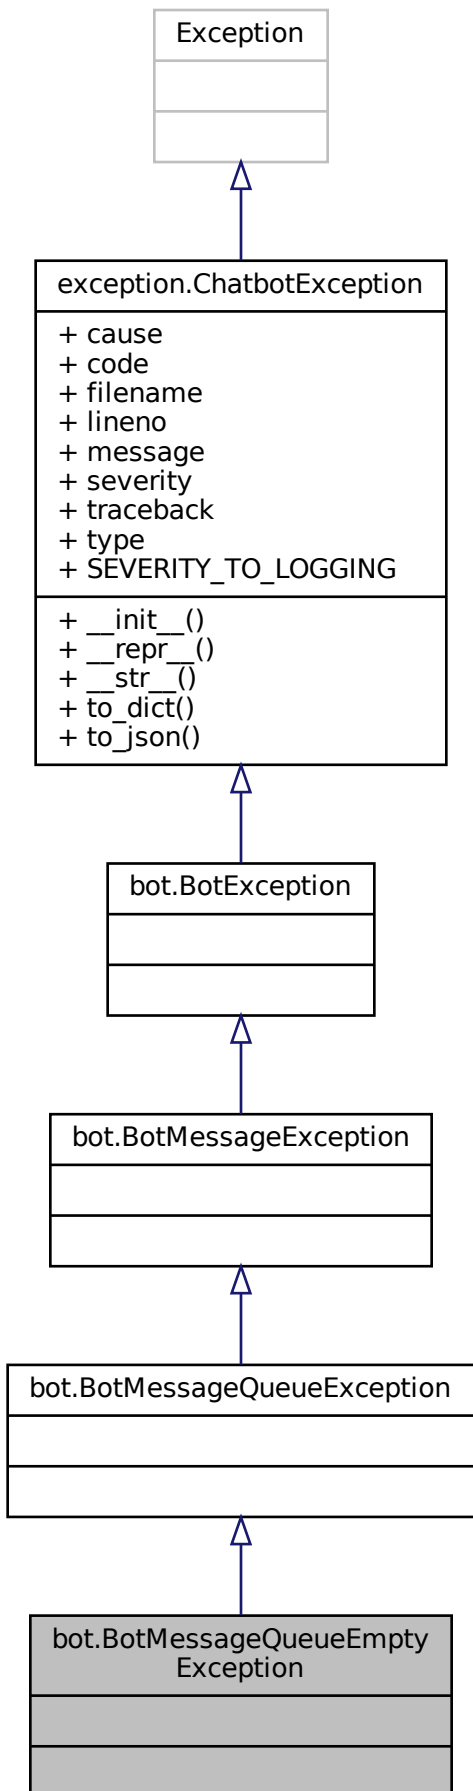 Exception
exception.ChatbotException
+ cause
+ code
+ filename
+ lineno
+ message
+ severity
+ traceback
+ type
+ SEVERITY_TO_LOGGING
+ __init__()
+ __repr__()
+ __str__()
+ to_dict()
+ to_json()
bot.BotException
bot.BotMessageException
bot.BotMessageQueueException
bot.BotMessageQueueEmpty
Exception